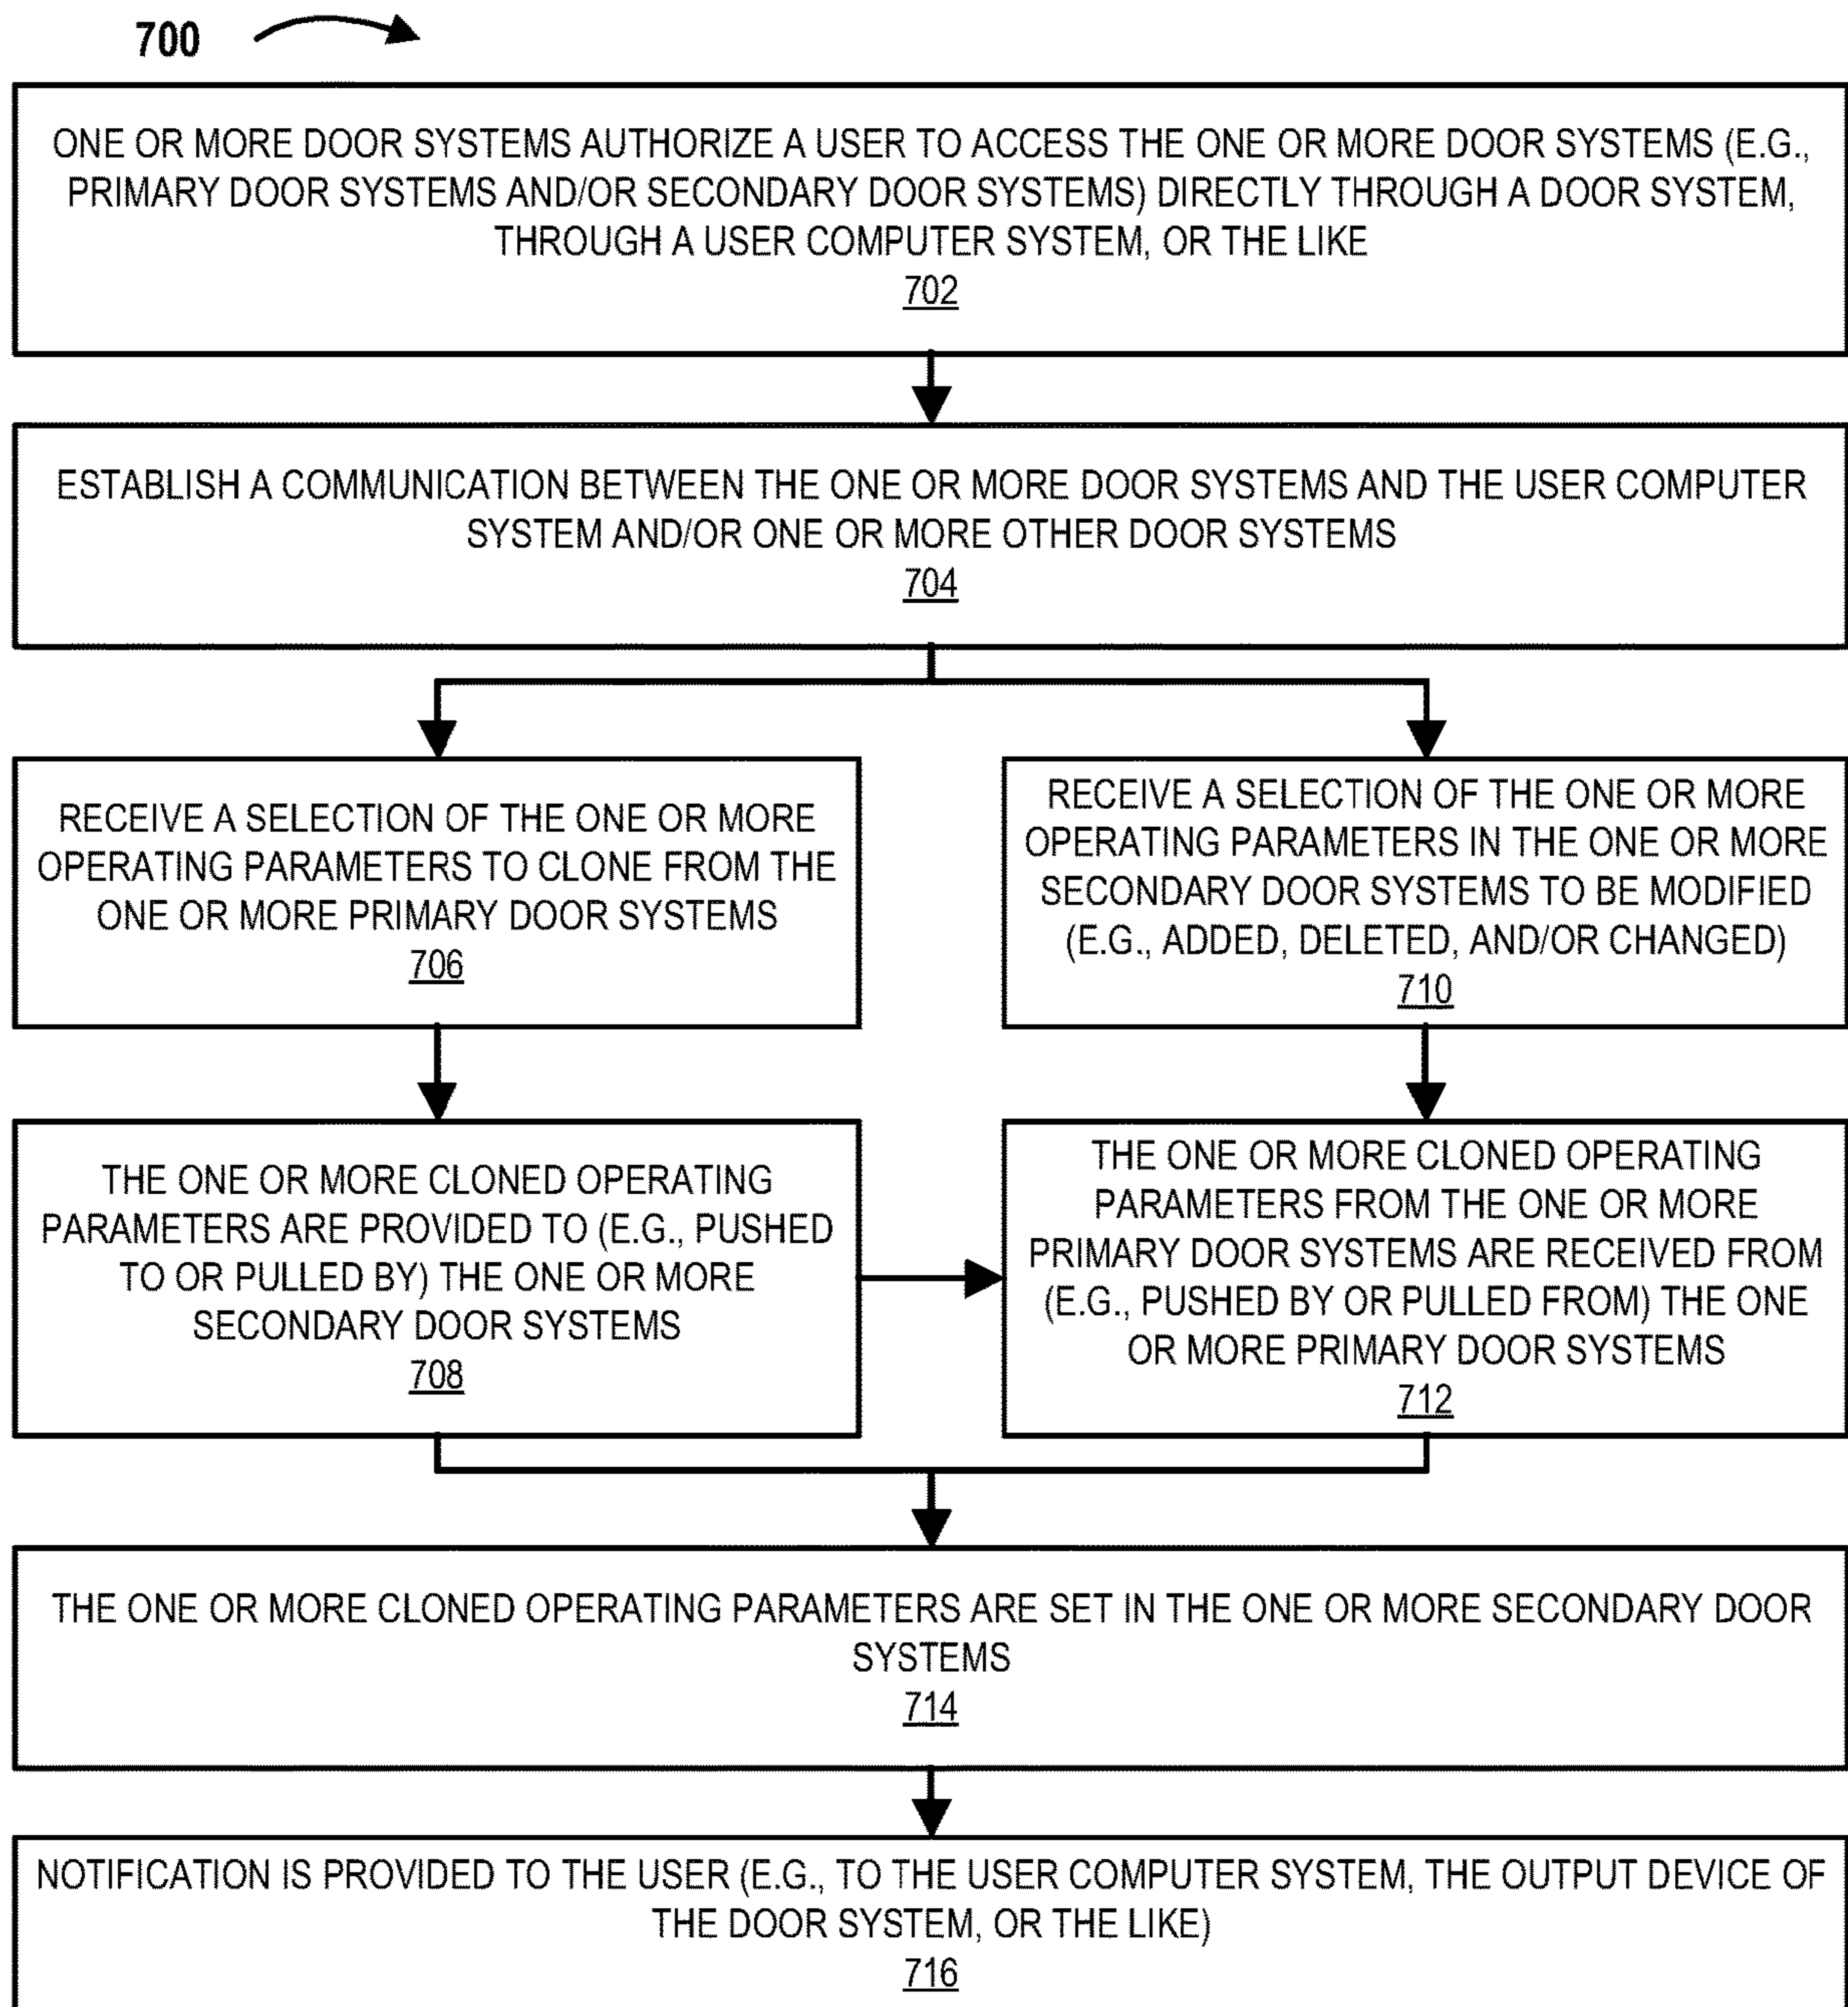 700
ONE OR MORE DOOR SYSTEMS AUTHORIZE A USER TO ACCESS THE ONE OR MORE DOOR SYSTEMS (E.G.,
PRIMARY DOOR SYSTEMS AND/OR SECONDARY DOOR SYSTEMS) DIRECTLY THROUGH A DOOR SYSTEM,
THROUGH A USER COMPUTER SYSTEM, OR THE LIKE
702
ESTABLISH A COMMUNICATION BETWEEN THE ONE OR MORE DOOR SYSTEMS AND THE USER COMPUTER
SYSTEM AND/OR ONE OR MORE OTHER DOOR SYSTEMS
704
RECEIVE A SELECTION OF THE ONE OR MORE
OPERATING PARAMETERS TO CLONE FROM THE
ONE OR MORE PRIMARY DOOR SYSTEMS
706
RECEIVE A SELECTION OF THE ONE OR MORE
OPERATING PARAMETERS IN THE ONE OR MORE
SECONDARY DOOR SYSTEMS TO BE MODIFIED
(E.G., ADDED, DELETED, AND/OR CHANGED)
710
THE ONE OR MORE CLONED OPERATING
PARAMETERS ARE PROVIDED TO (E.G., PUSHED
TO OR PULLED BY) THE ONE OR MORE
SECONDARY DOOR SYSTEMS
708
THE ONE OR MORE CLONED OPERATING
PARAMETERS FROM THE ONE OR MORE
PRIMARY DOOR SYSTEMS ARE RECEIVED FROM
(E.G., PUSHED BY OR PULLED FROM) THE ONE
OR MORE PRIMARY DOOR SYSTEMS
712
THE ONE OR MORE CLONED OPERATING PARAMETERS ARE SET IN THE ONE OR MORE SECONDARY DOOR
SYSTEMS
714
NOTIFICATION IS PROVIDED TO THE USER (E.G., TO THE USER COMPUTER SYSTEM, THE OUTPUT DEVICE OF
THE DOOR SYSTEM, OR THE LIKE)
716